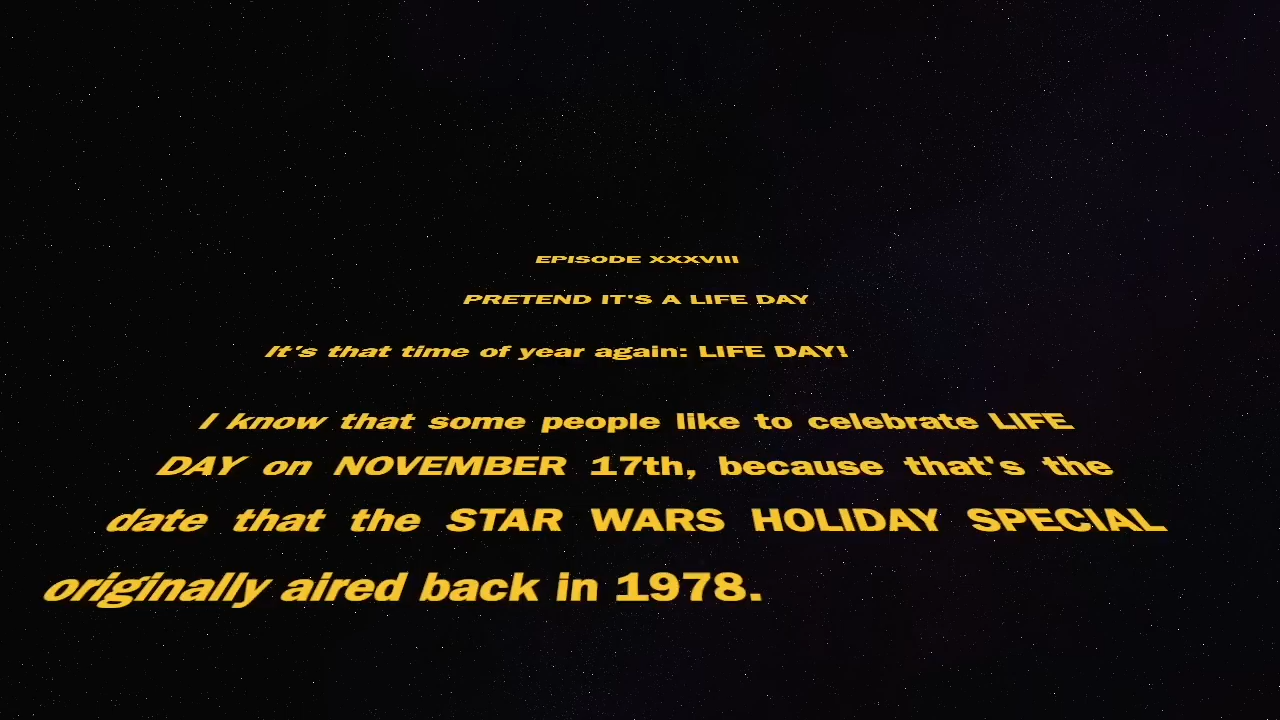 EPISODE XXXVIII
PRETEND IT'S A LIFE DAY
It's that time of year again: LIFE DAY!
I know that some people like to celebrate LIFE
DAY on NOVEMBER 17th, because that's the
date that the STAR WARS HOLIDAY SPECIAL
originally aired back in 1978.